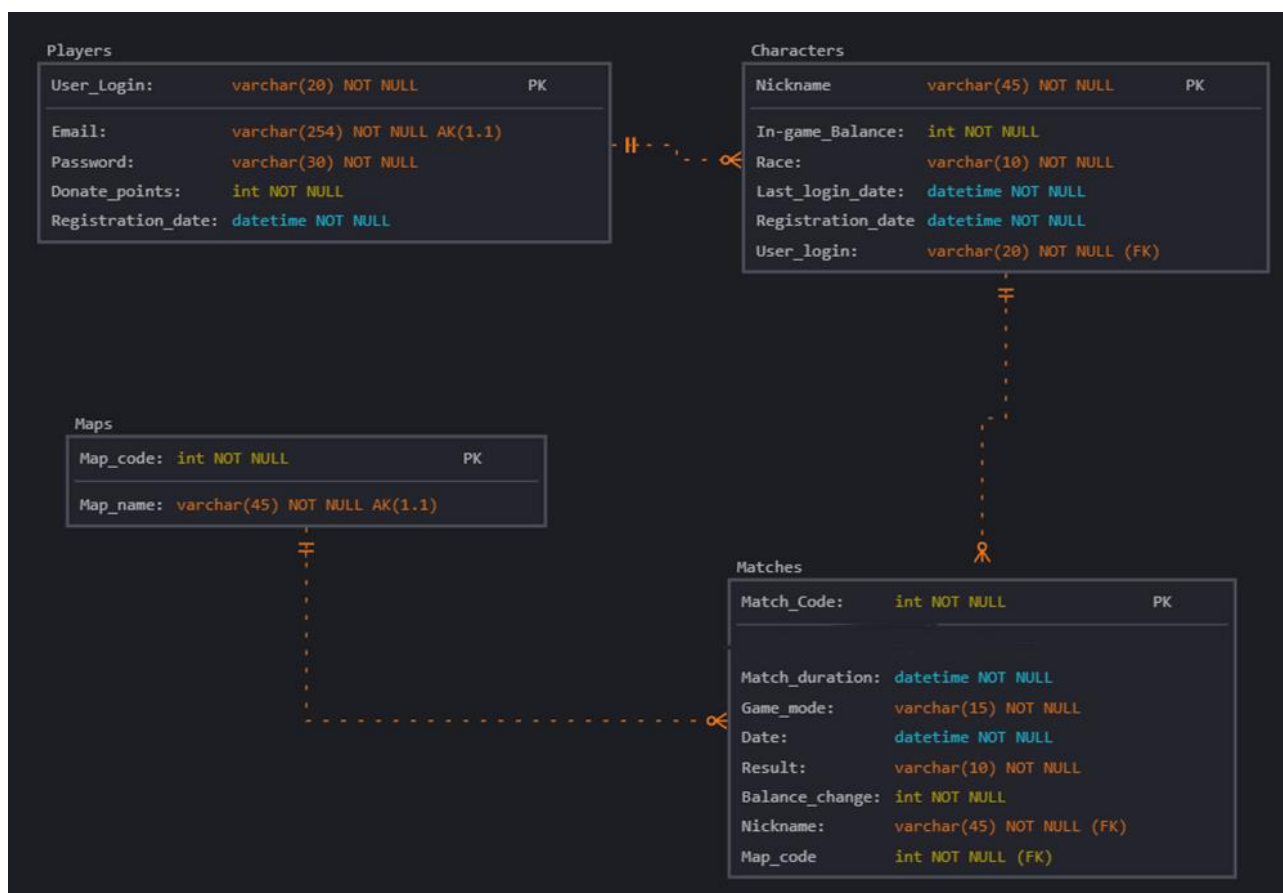 Players
User_Login: varchar(20) NOT NULL PK
Email: varchar(254) NOT NULL AK(1.1)
Password: varchar(30) NOT NULL
Donate_points: int NOT NULL
Registration_date: datetime NOT NULL
Characters
Nickname varchar(45) NOT NULL PK
In-game_Balance: int NOT NULL
Race: varchar(10) NOT NULL
Last_login_date: datetime NOT NULL
Registration_date datetime NOT NULL
User_login: varchar(20) NOT NULL (FK)
Maps
Map_code: int NOT NULL PK
Map_name: varchar(45) NOT NULL AK(1.1)
Matches
Match_Code: int NOT NULL PK
Match_duration: datetime NOT NULL
Game_mode: varchar(15) NOT NULL
Date: datetime NOT NULL
Result: varchar(10) NOT NULL
Balance_change: int NOT NULL
Nickname: varchar(45) NOT NULL (FK)
Map_code int NOT NULL (FK)